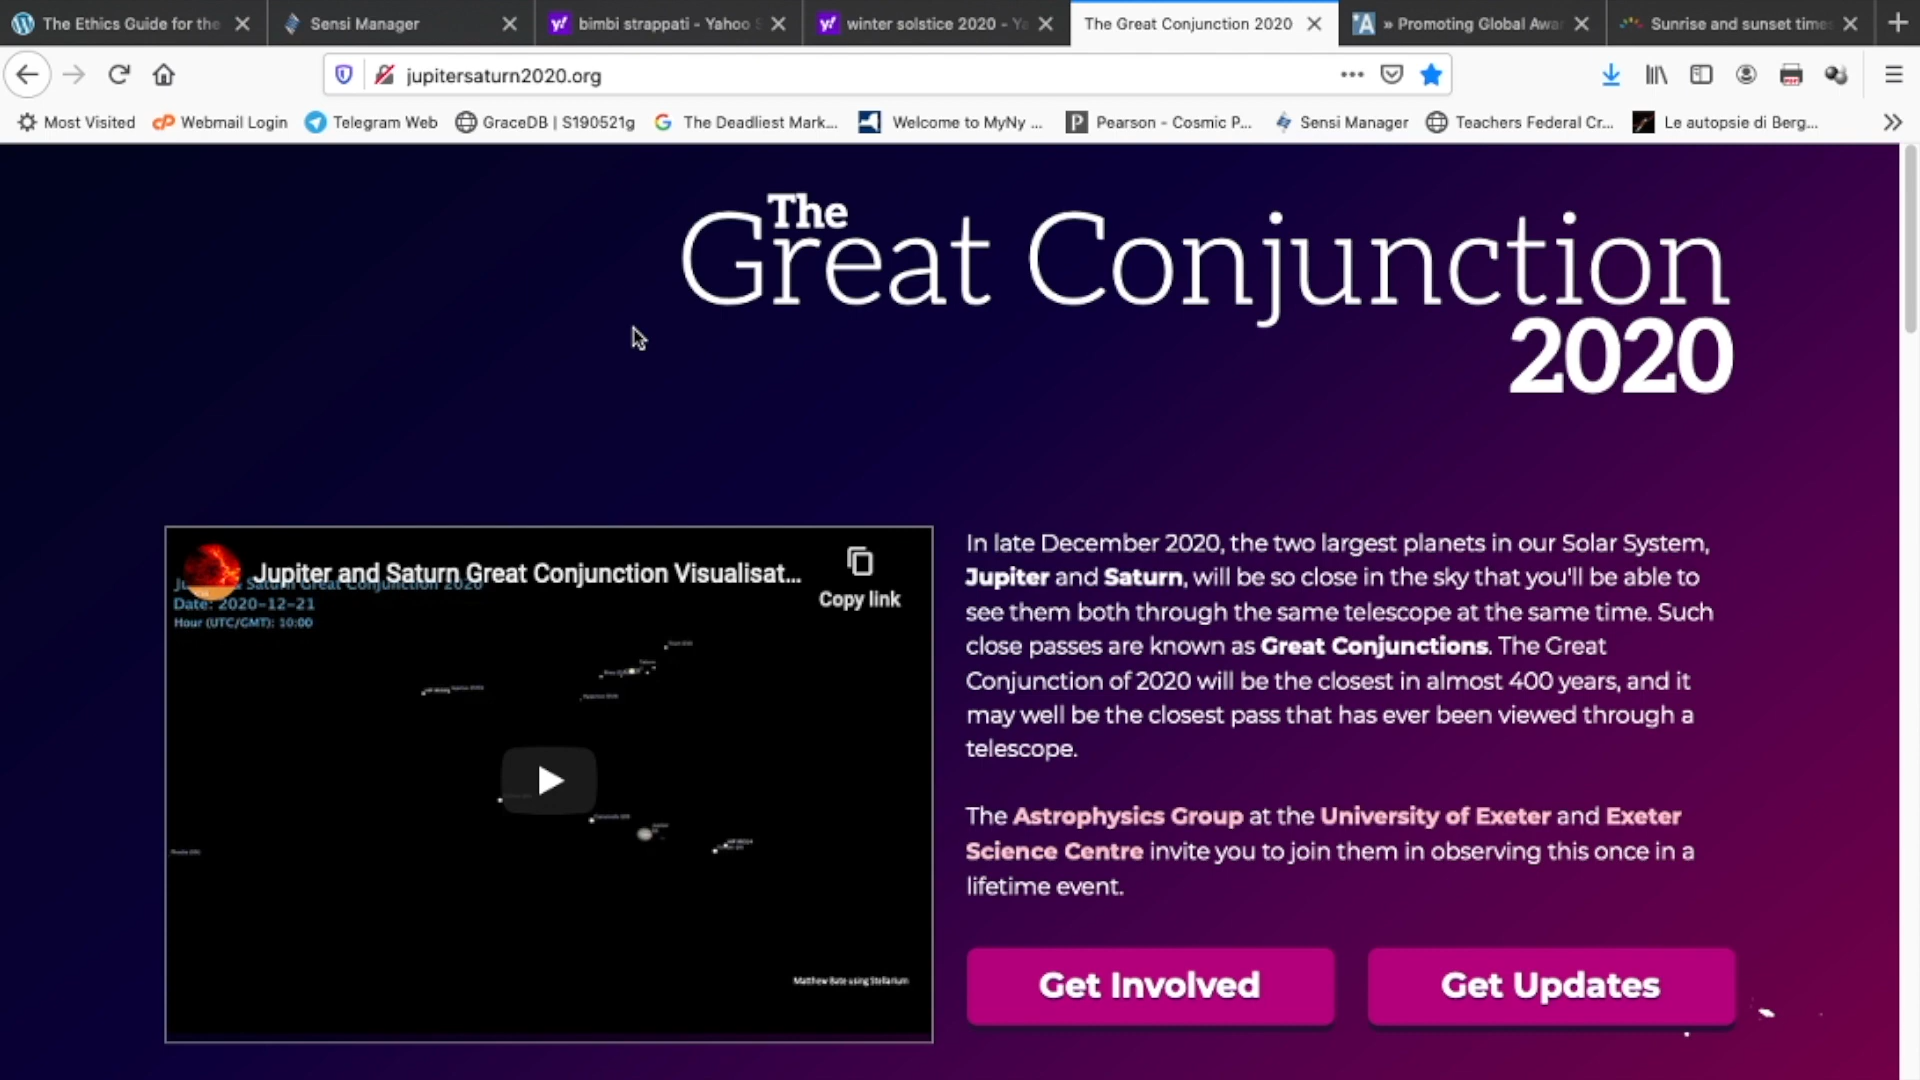 The Ethics Guide for the
Sensi Manager
bimbi strappati - Yahoo S
winter solstice 2020 - Ya
The Great Conjunction 2020
» Promoting Global Awa
Sunrise and sunset times
jupitersaturn2020.org
Most Visited
Webmail Login
Telegram Web
GraceDB | S190521g
The Deadliest Mark...
Welcome to MyNy ...
Pearson - Cosmic P...
Sensi Manager
Teachers Federal Cr...
Le autopsie di Berg...
The
Great Conjunction
2020
Jupiter and Saturn Great Conjunction Visualisat...
Copy link
Great Conjunction 2020
Date: 2020-12-21
Hour (UTC/GMT): 10:00
Matthew Bate using Stellarium
In late December 2020, the two largest planets in our Solar System,
Jupiter and Saturn, will be so close in the sky that you'll be able to
see them both through the same telescope at the same time. Such
close passes are known as Great Conjunctions. The Great
Conjunction of 2020 will be the closest in almost 400 years, and it
may well be the closest pass that has ever been viewed through a
telescope.
The Astrophysics Group at the University of Exeter and Exeter
Science Centre invite you to join them in observing this once in a
lifetime event.
Get Involved
Get Updates